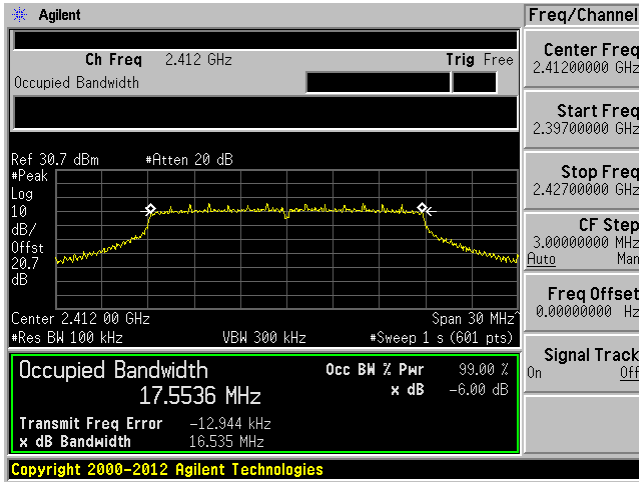 Agilent
Freq/Channel
Ch Freq 2.412 GHz Trig Free
Occupied Bandwidth
Center Freq
2.41200000 GHz
Start Freq
2.39700000 GHz
Stop Freq
2.42700000 GHz
CF Step
3.00000000 MHz
Auto Man
Freq Offset
0.00000000 Hz
Signal Track
On Off
Ref 30.7 dBm #Atten 20 dB
#Peak
Log
10
dB/
Offst
20.7
dB
Center 2.412 00 GHz Span 30 MHz^
#Res BW 100 kHz VBW 300 kHz #Sweep 1 s (601 pts)
Occupied Bandwidth Occ BW % Pwr 99.00 %
17.5536 MHz x dB -6.00 dB
Transmit Freq Error -12.944 kHz
x dB Bandwidth 16.535 MHz
Copyright 2000-2012 Agilent Technologies